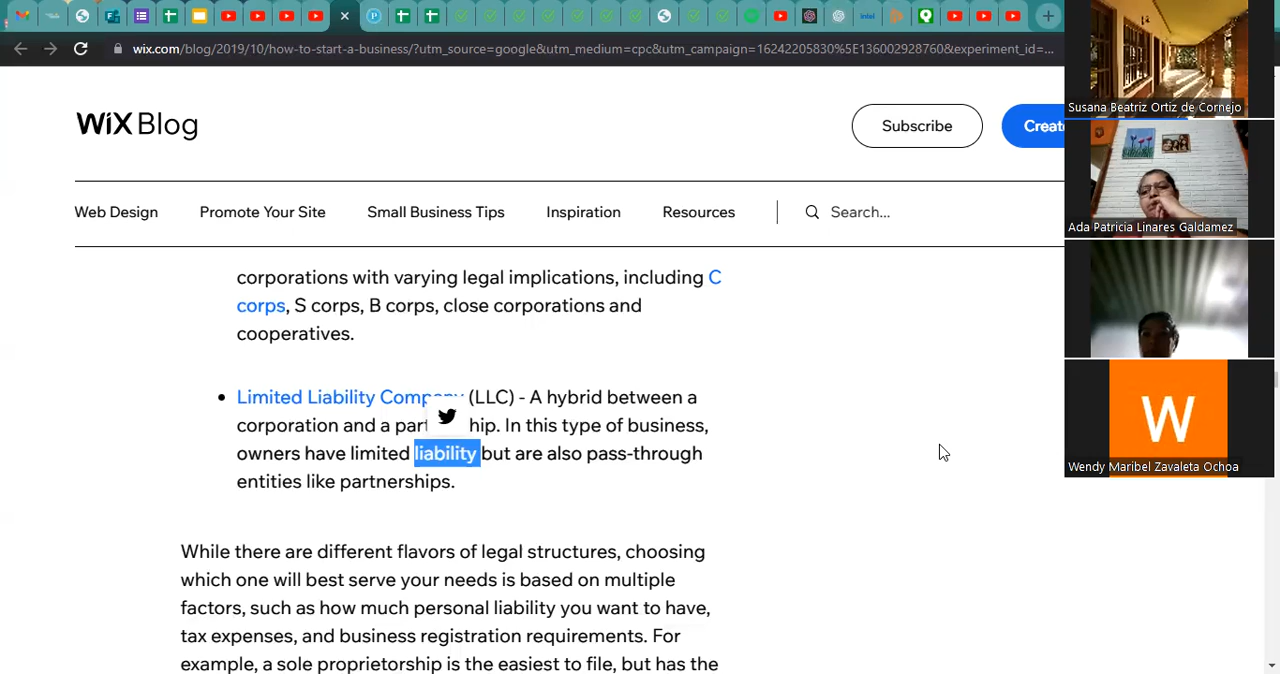 wix.com/blog/2019/10/how-to-start-a-business/?utm_source=google&utm_medium=cpc&utm_campaign=16242205830%5E136002928760&experiment_id=...
WiX Blog
Subscribe
Create
Web Design
Promote Your Site
Small Business Tips
Inspiration
Resources
Search...
corporations with varying legal implications, including C
corps, S corps, B corps, close corporations and
cooperatives.
• Limited Liability Company (LLC) - A hybrid between a
corporation and a part hip. In this type of business,
owners have limited liability but are also pass-through
entities like partnerships.
While there are different flavors of legal structures, choosing
which one will best serve your needs is based on multiple
factors, such as how much personal liability you want to have,
tax expenses, and business registration requirements. For
example, a sole proprietorship is the easiest to file, but has the
Susana Beatriz Ortiz de Cornejo
Ada Patricia Linares Galdamez
W
Wendy Maribel Zavaleta Ochoa